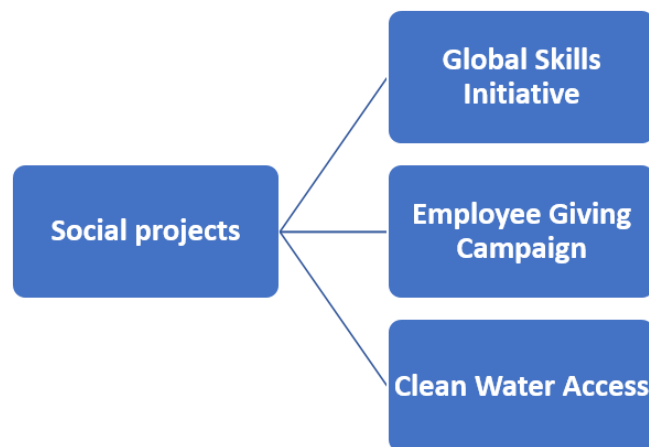 Social projects
Global Skills
Initiative
Employee Giving
Campaign
Clean Water Access